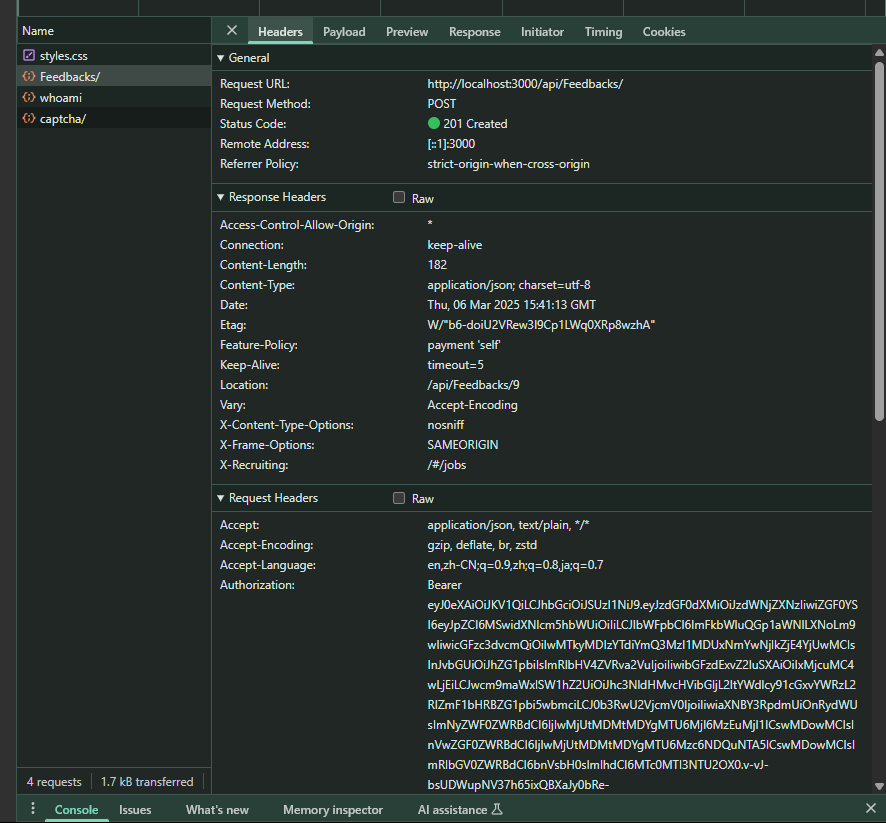 Name
styles.css
Feedbacks/
whoami
captcha/
Headers Payload Preview Response Initiator Timing Cookies
General
Request URL: http://localhost:3000/api/Feedbacks/
Request Method: POST
Status Code: 201 Created
Remote Address: [::1]:3000
Referrer Policy: strict-origin-when-cross-origin
Response Headers Raw
Access-Control-Allow-Origin: *
Connection: keep-alive
Content-Length: 182
Content-Type: application/json; charset=utf-8
Date: Thu, 06 Mar 2025 15:41:13 GMT
Etag: W/"b6-doiU2VRew3I9Cp1LWq0XRp8wzhA"
Feature-Policy: payment 'self'
Keep-Alive: timeout=5
Location: /api/Feedbacks/9
Vary: Accept-Encoding
X-Content-Type-Options: nosniff
X-Frame-Options: SAMEORIGIN
X-Recruiting: /#/jobs
Request Headers Raw
Accept: application/json, text/plain, */*
Accept-Encoding: gzip, deflate, br, zstd
Accept-Language: en,zh-CN;q=0.9,zh;q=0.8,ja;q=0.7
Authorization: Bearer
4 requests 1.7 kB transferred
Console Issues What's new Memory inspector AI assistance